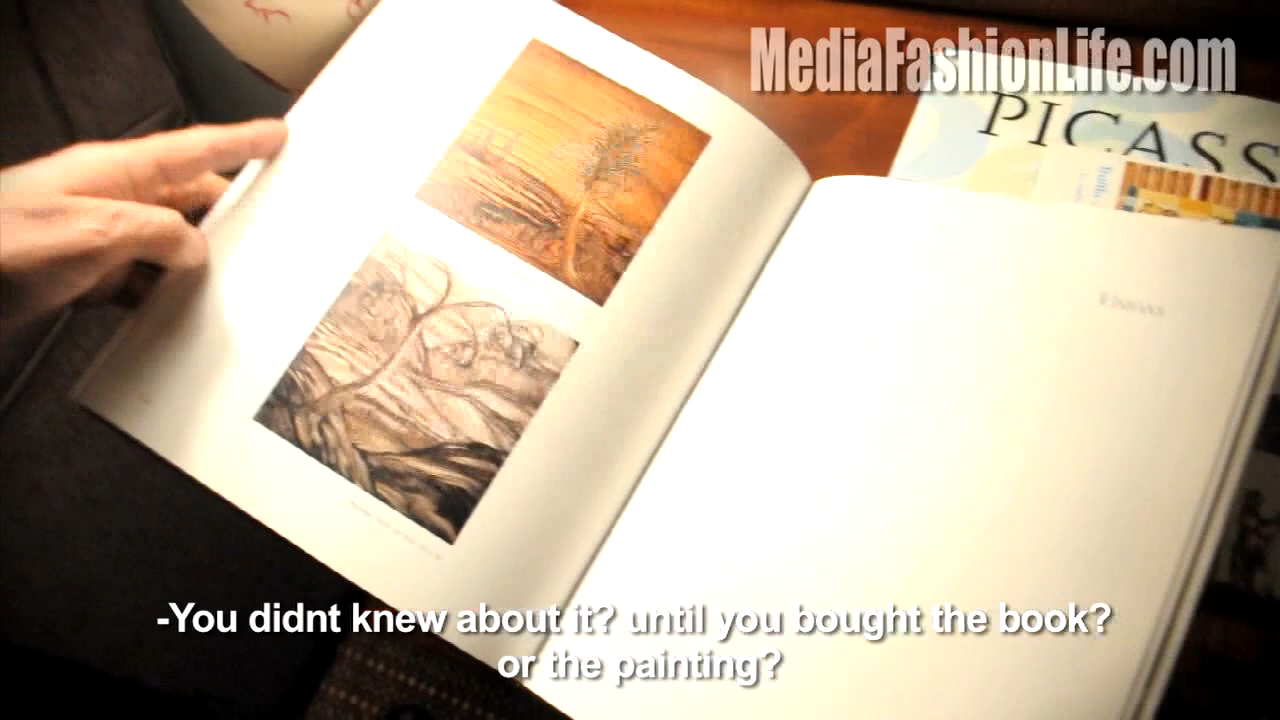 MediaFashionLife.com
PICASS
-You didnt knew about it? until you bought the book?
or the painting?